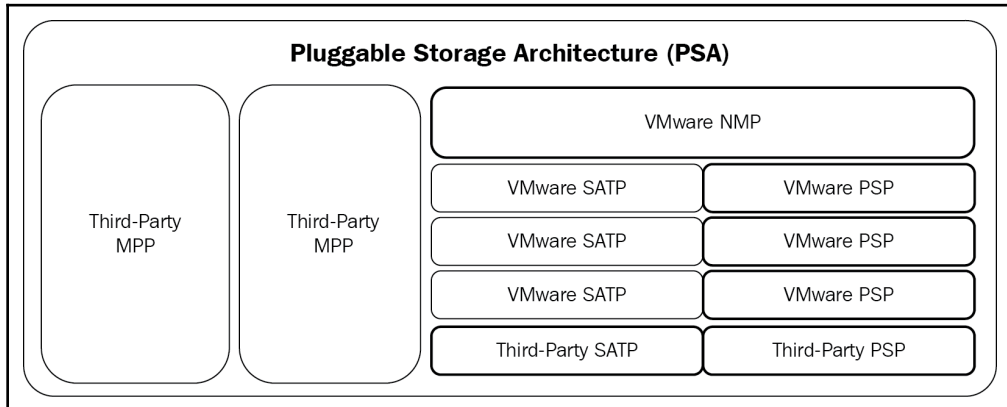 Pluggable Storage Architecture (PSA)
Third-Party
MPP
Third-Party
MPP
VMware NMP
VMware SATP
VMware PSP
VMware SATP
VMware PSP
VMware SATP
VMware PSP
Third-Party SATP
Third-Party PSP